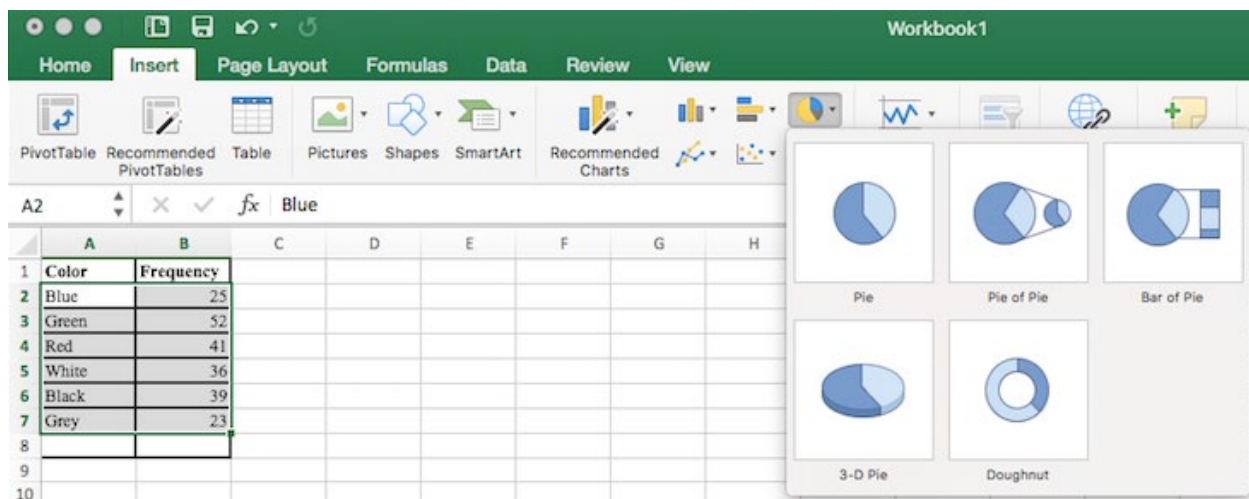 Workbook1
Home Insert Page Layout Formulas Data Review View
PivotTable Recommended PivotTables Table Pictures Shapes SmartArt Recommended Charts
A2 fx Blue
A B C D E F G H
1 Color Frequency
2 Blue 25
3 Green 52
4 Red 41
5 White 36
6 Black 39
7 Grey 23
8
9
10
Pie Pie of Pie Bar of Pie
3-D Pie Doughnut